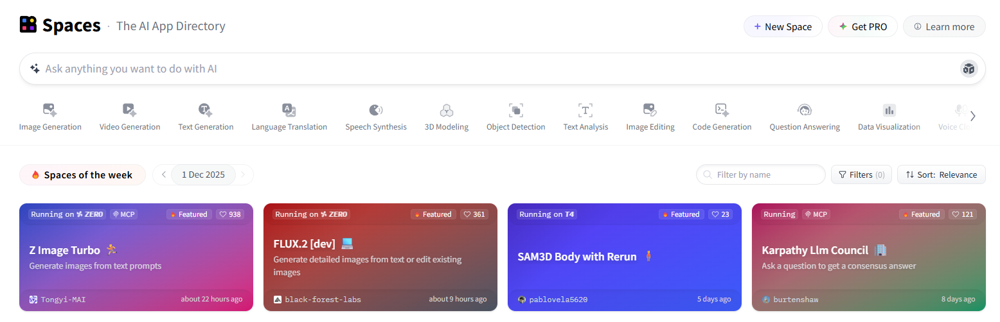 Spaces · The AI App Directory
+ New Space
Get PRO
Learn more
Ask anything you want to do with AI
Image Generation
Video Generation
Text Generation
Language Translation
Speech Synthesis
3D Modeling
Object Detection
Text Analysis
Image Editing
Code Generation
Question Answering
Data Visualization
Voice
Spaces of the week
1 Dec 2025
Filter by name
Filters (0)
Sort: Relevance
Running on ZERO MCP Featured 938
Z Image Turbo
Generate images from text prompts
Tongyi-MAI about 22 hours ago
Running on ZERO Featured 361
FLUX.2 [dev]
Generate detailed images from text or edit existing
images
black-forest-labs about 9 hours ago
Running on T4 Featured 23
SAM3D Body with Rerun
pablovela5620 5 days ago
Running MCP Featured 121
Karpathy Llm Council
Ask a question to get a consensus answer
burtenshaw 8 days ago